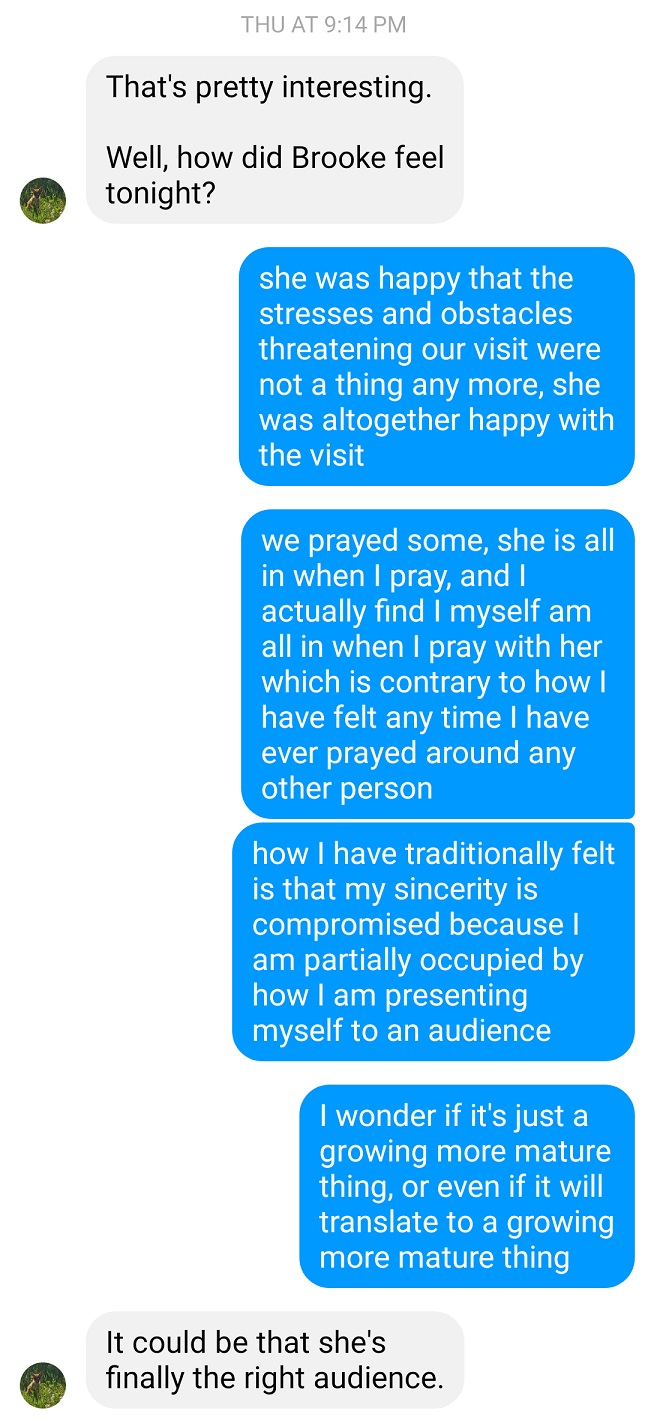 THU AT 9:14 PM
That's pretty interesting.
Well, how did Brooke feel
tonight?
she was happy that the
stresses and obstacles
threatening our visit were
not a thing any more, she
was altogether happy with
the visit
we prayed some, she is all
in when I pray, and I
actually find I myself am
all in when I pray with her
which is contrary to how I
have felt any time I have
ever prayed around any
other person
how I have traditionally felt
is that my sincerity is
compromised because I
am partially occupied by
how I am presenting
myself to an audience
I wonder if it's just a
growing more mature
thing, or even if it will
translate to a growing
more mature thing
It could be that she's
finally the right audience.